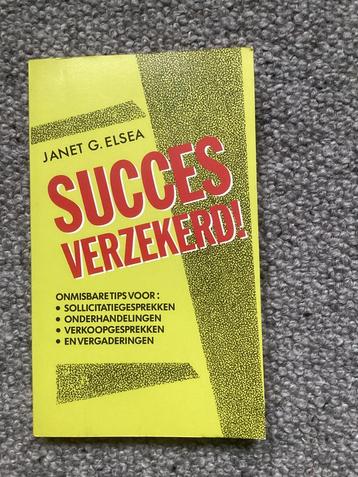 JANET G. ELSEA
SUCCES
VERZEKERD!
ONMISBARE TIPS VOOR:
• SOLLICITATIEGESPREKKEN
• ONDERHANDELINGEN
• VERKOOPGESPREKKEN
• EN VERGADERINGEN